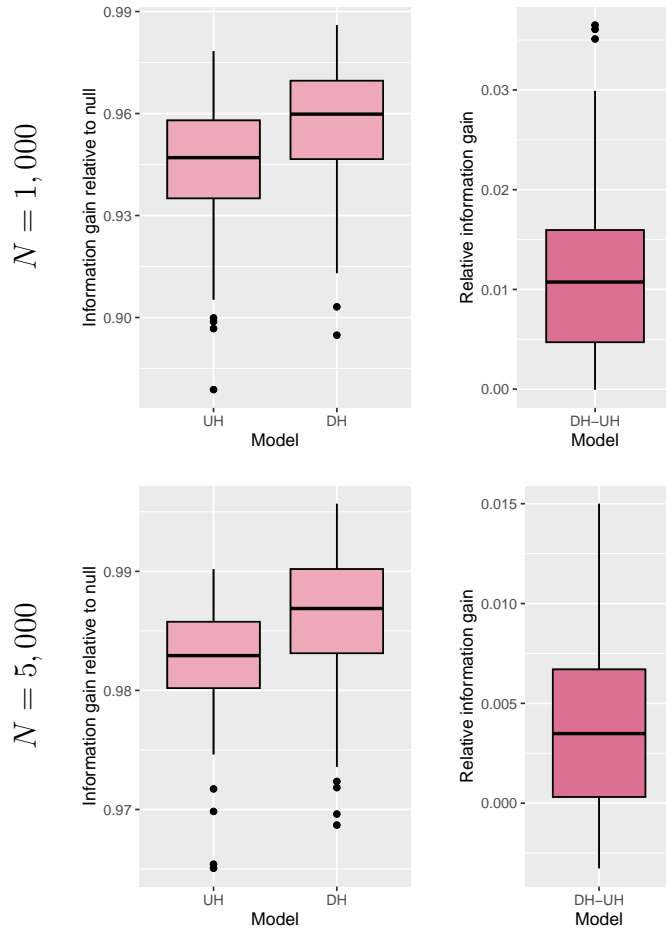 N = 1, 000
Information gain relative to null
0.99
0.96
0.93
0.90
UH
DH
Model
Relative information gain
0.03
0.02
0.01
0.00
DH−UH
Model
N = 5, 000
Information gain relative to null
0.99
0.98
0.97
UH
DH
Model
Relative information gain
0.015
0.010
0.005
0.000
DH−UH
Model